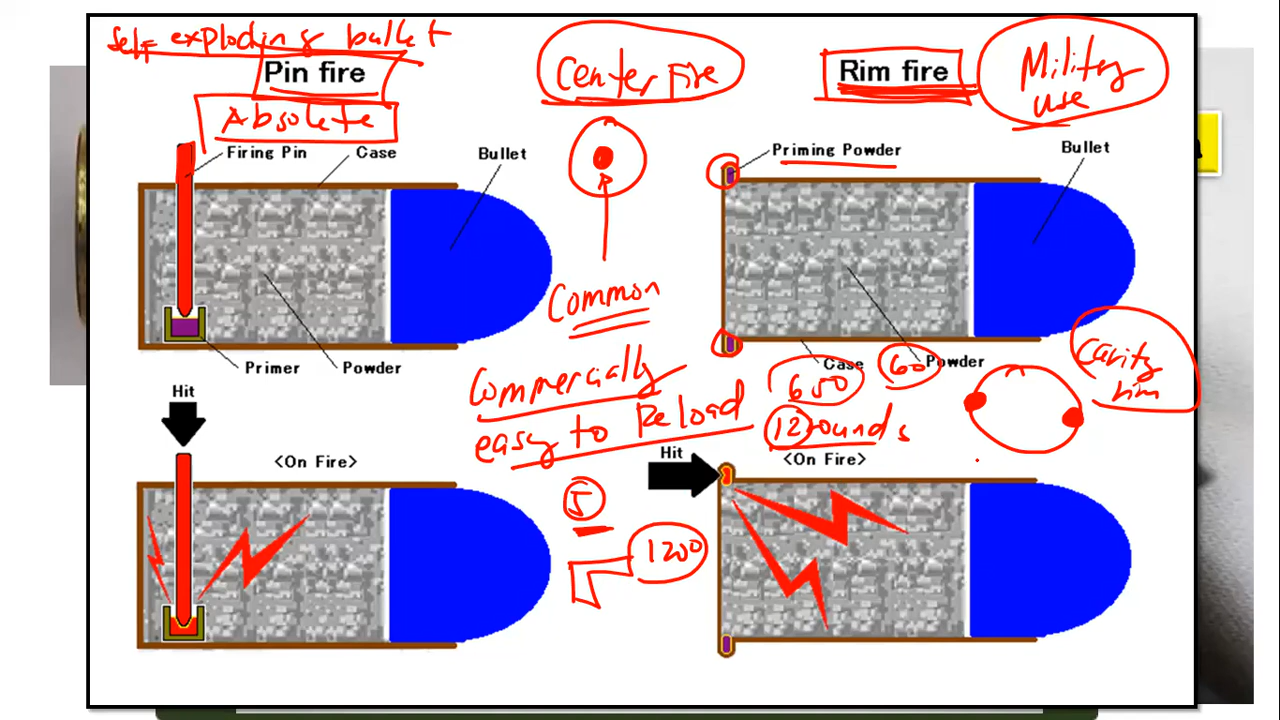 Self exploding bullet
Pin fire
Absolete
Center Fire
Rim fire
Military
use
Firing Pin
Case
Bullet
Priming Powder
Bullet
Common
Primer
Powder
Case
Powder
Cavity
rim
Commercially
easy to Reload
650
60
12 rounds
Hit
<On Fire>
5
1200
Hit
<On Fire>